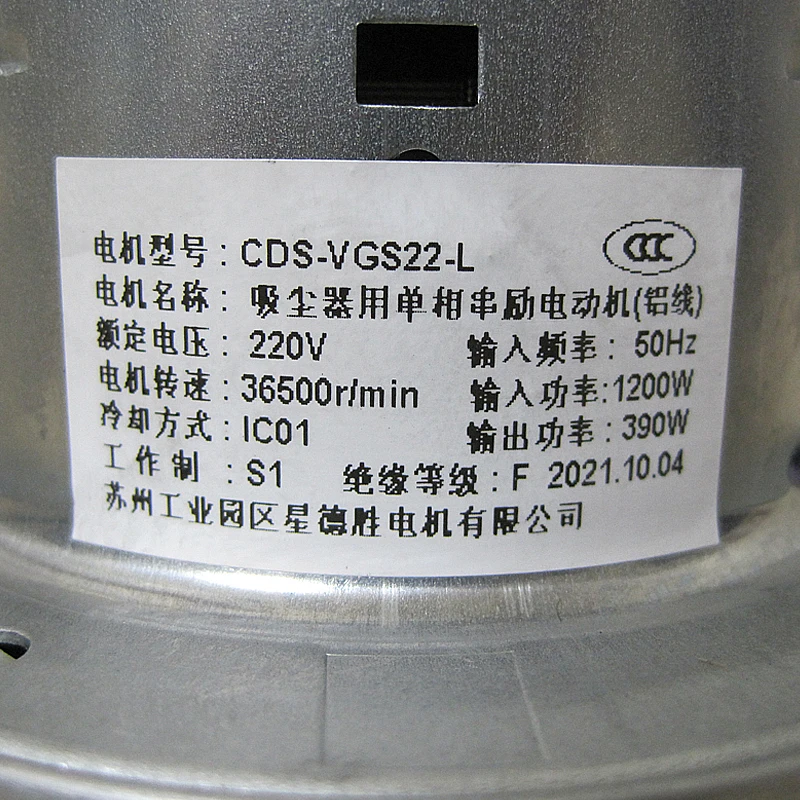 电机型号：CDS-VGS22-L CCC
电机名称：吸尘器用单相串励电动机(铝线)
额定电压：220V 输入频率：50Hz
电机转速：36500r/min 输入功率:1200W
冷却方式：IC01 输出功率：390W
工作制：S1 绝缘等级：F 2021.10.04
苏州工业园区星德胜电机有限公司